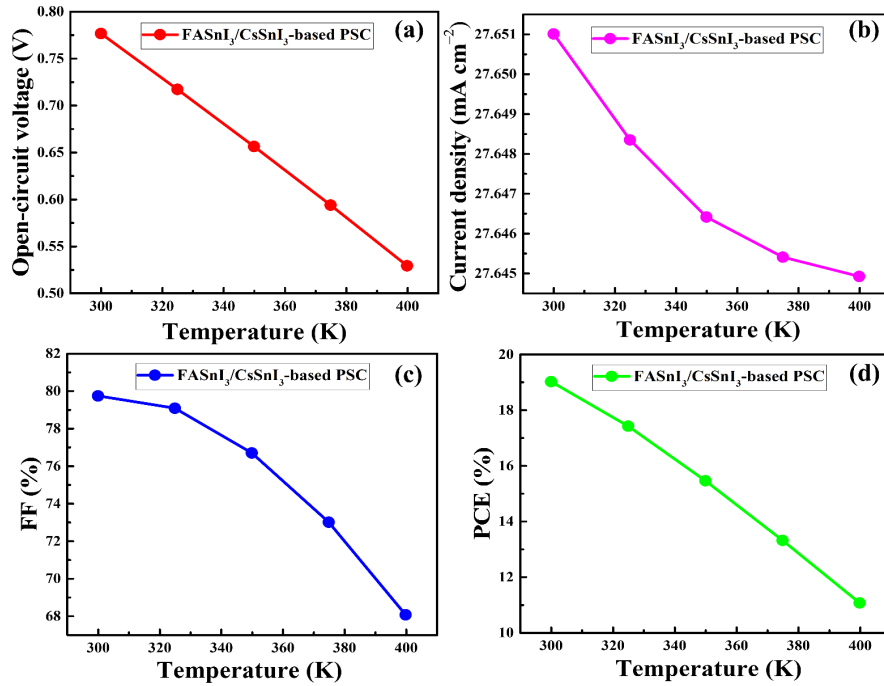 0.80
0.75
0.70
0.65
0.60
0.55
0.50
Open-circuit voltage (V)
FASnI₃/CsSnI₃-based PSC
(a)
300 320 340 360 380 400
Temperature (K)
27.651
27.650
27.649
27.648
27.647
27.646
27.645
Current density (mA cm⁻²)
FASnI₃/CsSnI₃-based PSC
(b)
300 320 340 360 380 400
Temperature (K)
82
80
78
76
74
72
70
68
FF (%)
FASnI₃/CsSnI₃-based PSC
(c)
300 320 340 360 380 400
Temperature (K)
20
19
18
16
14
12
10
PCE (%)
FASnI₃/CsSnI₃-based PSC
(d)
300 320 340 360 380 400
Temperature (K)